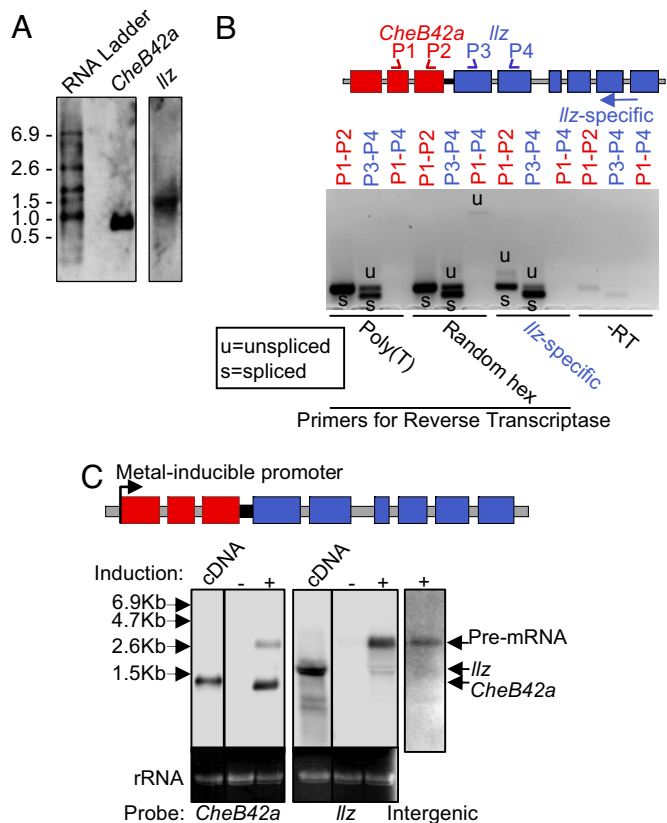 A
RNA Ladder
CheB42a
llz
6.9 -
2.6 -
1.5 -
1.0 -
0.5 -
B
CheB42a llz
P1 P2 P3 P4
llz-specific
P1-P2 P3-P4 P1-P4 P1-P2 P3-P4 P1-P4 P1-P2 P3-P4 P1-P4 P1-P2 P3-P4 P1-P4
u
u u u u
s s s s s s
Poly(T) Random hex llz-specific -RT
u=unspliced
s=spliced
Primers for Reverse Transcriptase
C
Metal-inducible promoter
Induction: cDNA - + cDNA - + +
6.9Kb
4.7Kb
2.6Kb
1.5Kb
Pre-mRNA
llz
CheB42a
rRNA
Probe: CheB42a llz Intergenic